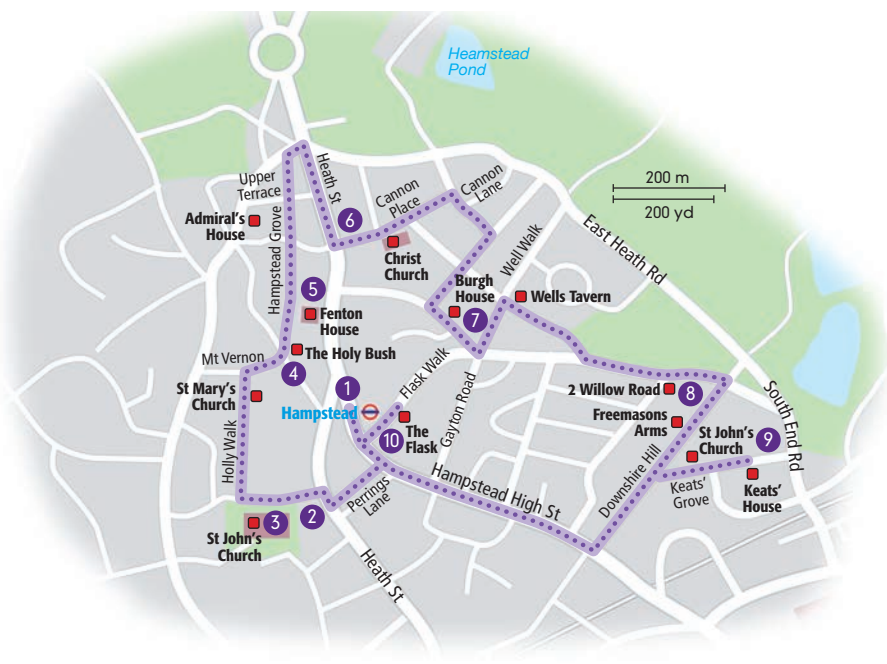 Heamstead
Pond
Upper
Terrace
Heath St
Cannon
Place
Cannon
Lane
200 m
200 yd
Admiral's
House
6
Christ
Church
Well Walk
East Heath Rd
Hampstead Grove
5
Fenton
House
Burgh
House
7
Wells Tavern
Mt Vernon
The Holy Bush
4
St Mary's
Church
1
Hampstead
Flask Walk
10
The
Flask
Gayton Road
2 Willow Road
8
Freemasons
Arms
St John's
Church
9
South End Rd
Holly Walk
Hampstead High St
Downshire Hill
Keats'
Grove
Keats'
House
Perrings
Lane
2
3
St John's
Church
Heath St